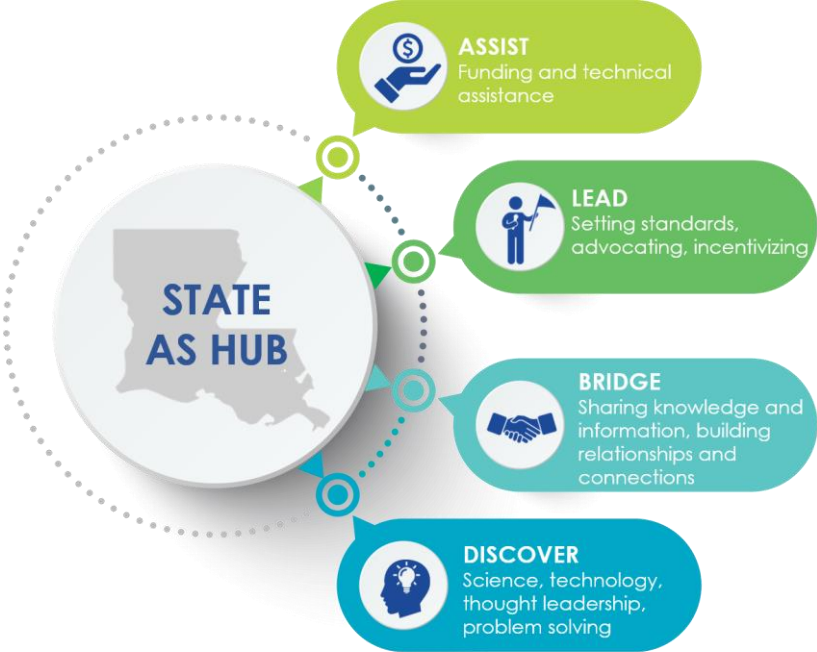 ASSIST
Funding and technical
assistance
LEAD
Setting standards,
advocating, incentivizing
STATE
AS HUB
BRIDGE
Sharing knowledge and
information, building
relationships and
connections
DISCOVER
Science, technology,
thought leadership,
problem solving